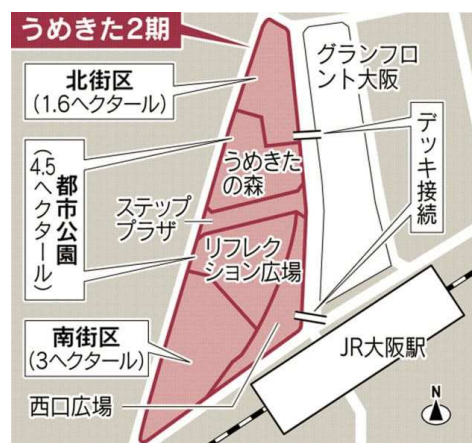 うめきた2期
北街区
(1.6ヘクタール)
グランフロ
ント大阪
デッキ接続
うめきた
の森
都市公園
(4.5ヘクタール)
ステップ
プラザ
リフレク
ション広場
南街区
(3ヘクタール)
西口広場
JR大阪駅
N